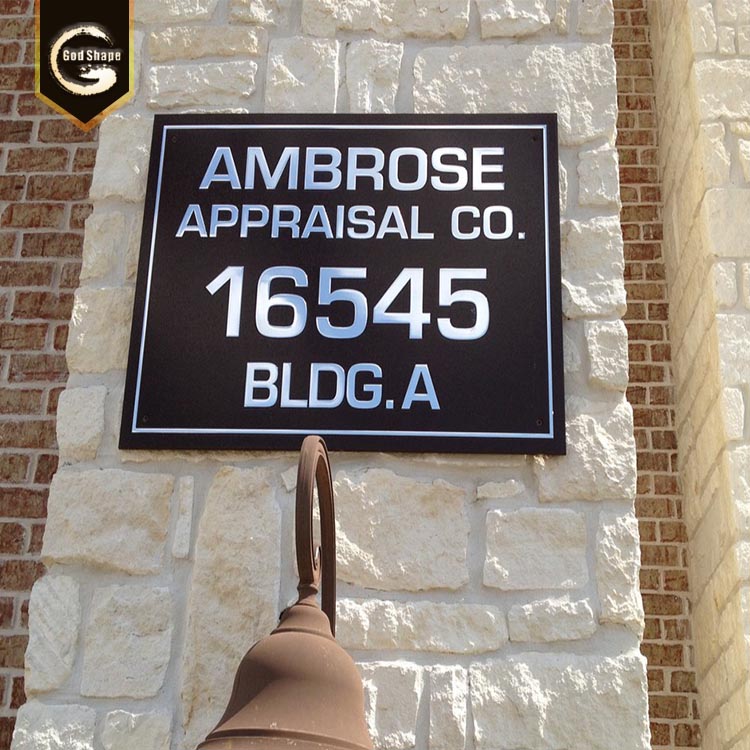 God Shape
AMBROSE
APPRAISAL CO.
16545
BLDG.A